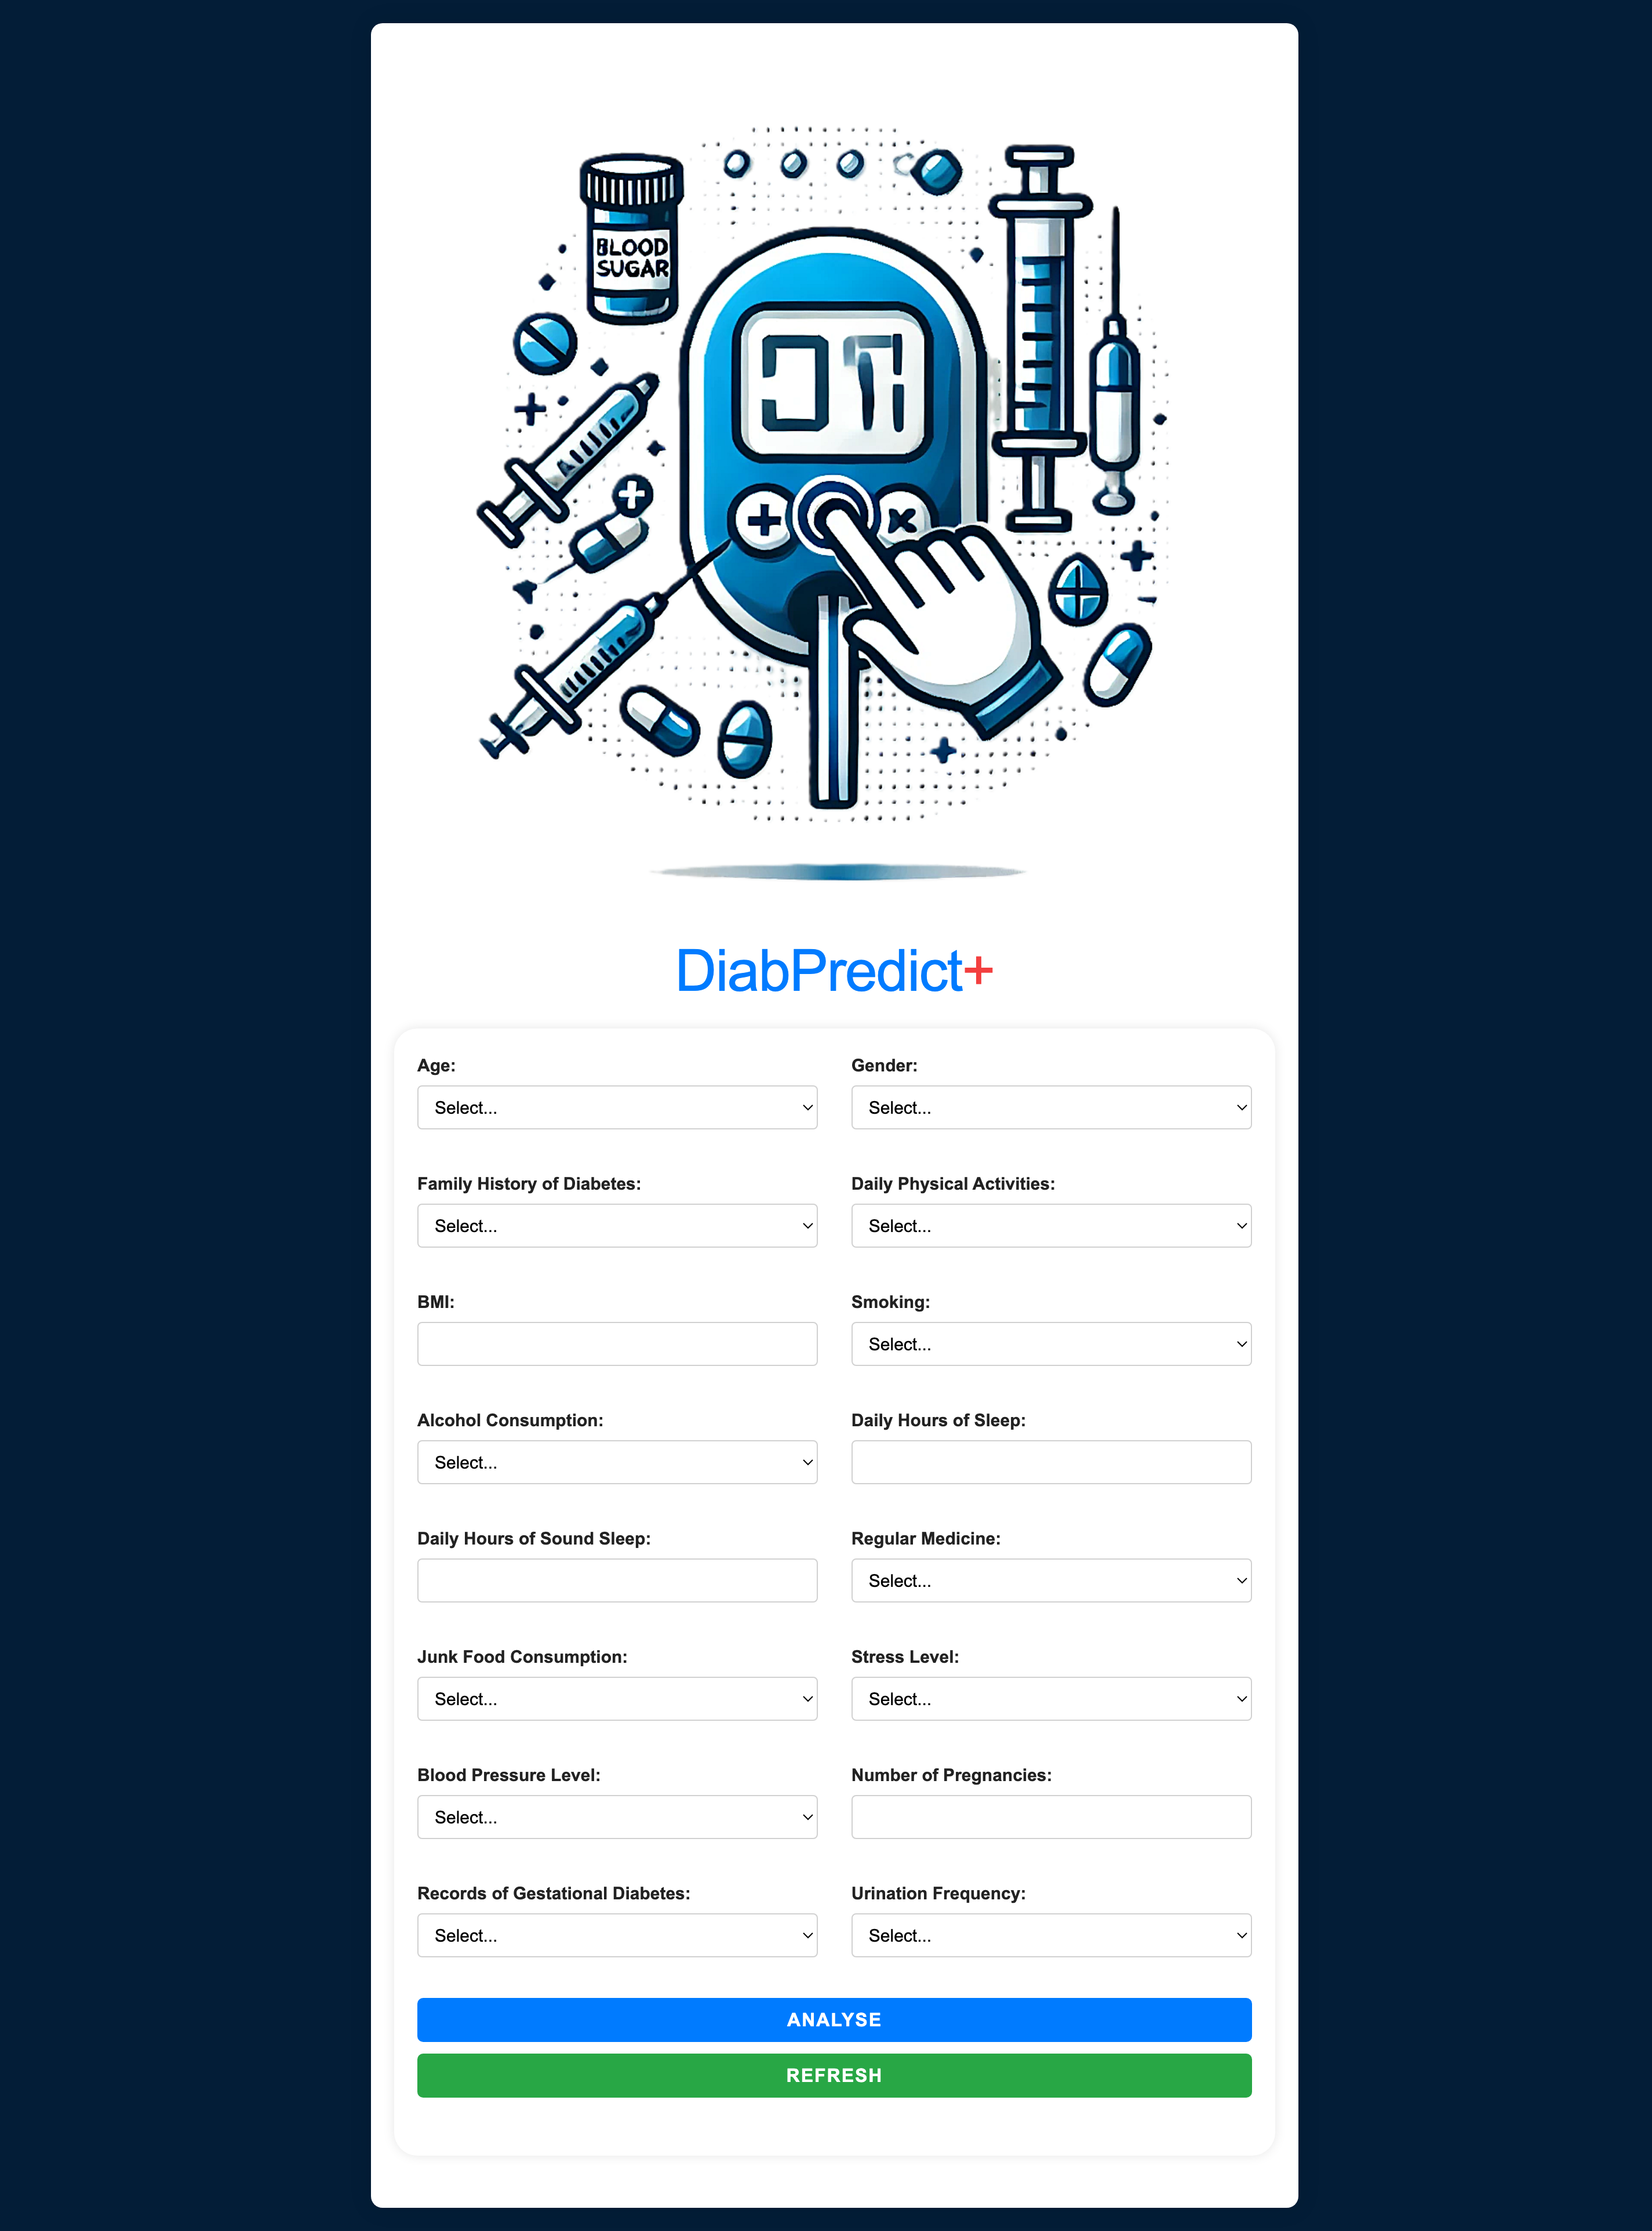 BLOOD
SUGAR
DiabPredict+
Age:
Gender:
Select...
Select...
Family History of Diabetes:
Daily Physical Activities:
Select...
Select...
BMI:
Smoking:
Select...
Alcohol Consumption:
Daily Hours of Sleep:
Select...
Daily Hours of Sound Sleep:
Regular Medicine:
Select...
Junk Food Consumption:
Stress Level:
Select...
Select...
Blood Pressure Level:
Number of Pregnancies:
Select...
Records of Gestational Diabetes:
Urination Frequency:
Select...
Select...
ANALYSE
REFRESH